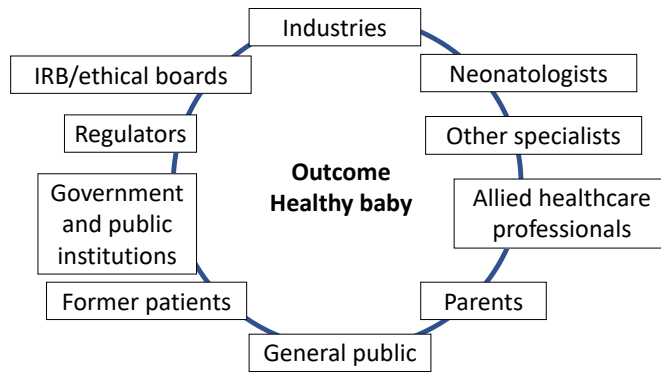 Industries
IRB/ethical boards
Neonatologists
Regulators
Other specialists
Outcome
Healthy baby
Government
and public
institutions
Allied healthcare
professionals
Former patients
Parents
General public